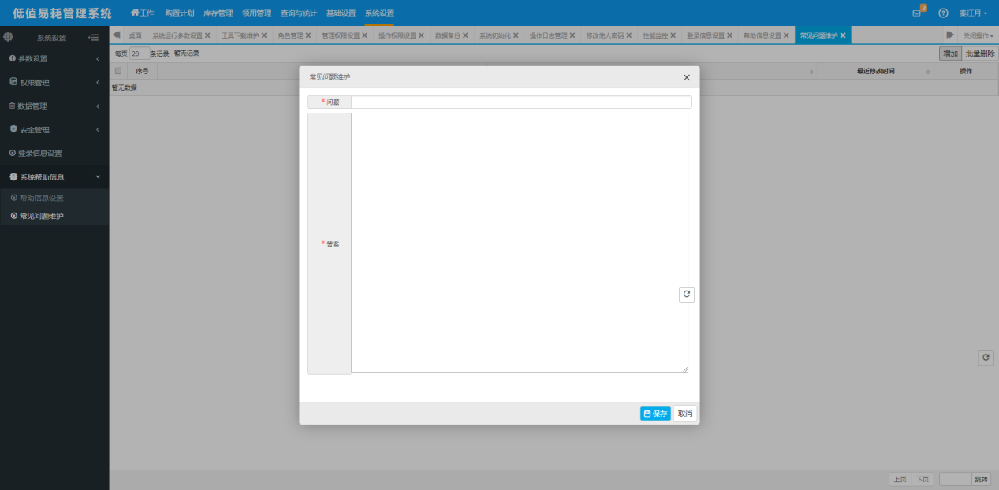 低值易耗管理系统 工作 购置计划 库存管理 领用管理 查询与统计 基础设置 系统设置 2 秦江月
系统设置 桌面 系统运行参数设置 工具下载维护 角色管理 管理权限设置 操作权限设置 数据备份 系统初始化 操作日志管理 修改他人密码 性能监控 登录信息设置 帮助信息设置 常见问题维护 关闭操作
每页 20 条记录 暂无记录 增加 批量删除
序号 最近修改时间 操作
暂无数据
参数设置
权限管理
数据管理
安全管理
登录信息设置
系统帮助信息
帮助信息设置
常见问题维护
常见问题维护
* 问题
* 答案
保存 取消
上页 下页 跳转